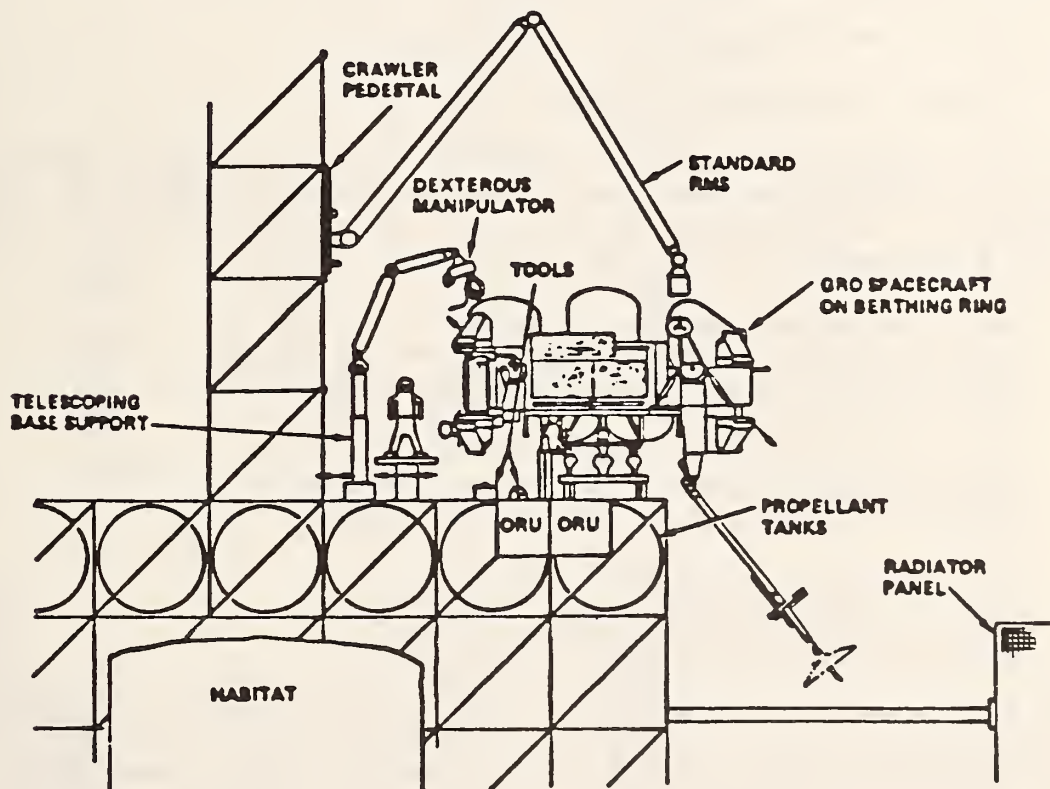 CRAWLER
PEDESTAL
STANDARD
RMS
DEXTEROUS
MANIPULATOR
TOOLS
GRO SPACECRAFT
ON BERTHING RING
TELESCOPING
BASE SUPPORT
ORU
ORU
PROPELLANT
TANKS
RADIATOR
PANEL
HABITAT